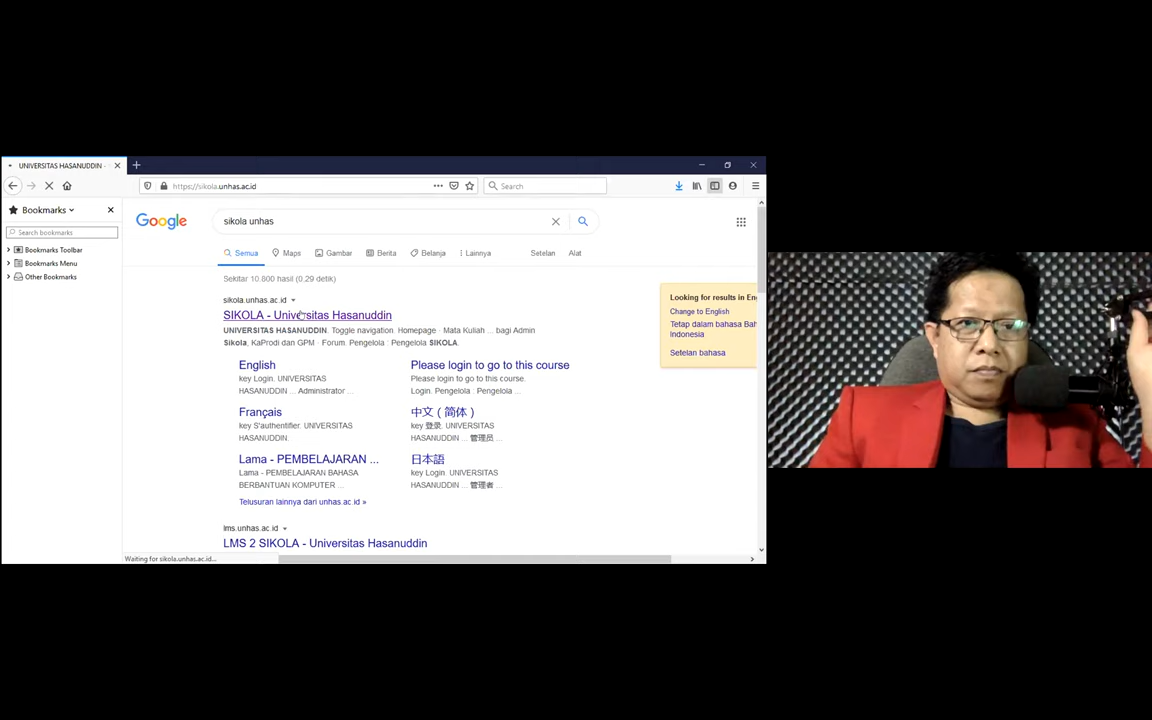 UNIVERSITAS HASANUDDIN -
https://sikola.unhas.ac.id
Search
Bookmarks
Search bookmarks
Bookmarks Toolbar
Bookmarks Menu
Other Bookmarks
Google
sikola unhas
Semua Maps Gambar Berita Belanja Lainnya Setelan Alat
Sekitar 10.800 hasil (0,29 detik)
sikola.unhas.ac.id
SIKOLA - Universitas Hasanuddin
UNIVERSITAS HASANUDDIN. Toggle navigation. Homepage · Mata Kuliah ... bagi Admin
Sikola, KaProdi dan GPM · Forum. Pengelola : Pengelola SIKOLA.
English
key Login. UNIVERSITAS
HASANUDDIN ... Administrator ...
Please login to go to this course
Please login to go to this course.
Login. Pengelola : Pengelola ...
Français
key S'authentifier. UNIVERSITAS
HASANUDDIN.
中文 ( 简体 )
key 登录. UNIVERSITAS
HASANUDDIN ... 管理员 ...
Lama - PEMBELAJARAN ...
Lama - PEMBELAJARAN BAHASA
BERBANTUAN KOMPUTER ...
日本語
key Login. UNIVERSITAS
HASANUDDIN ... 管理者 ...
Telusuran lainnya dari unhas.ac.id »
lms.unhas.ac.id
LMS 2 SIKOLA - Universitas Hasanuddin
Looking for results in En
Change to English
Tetap dalam bahasa Bah
Indonesia
Setelan bahasa
Waiting for sikola.unhas.ac.id...